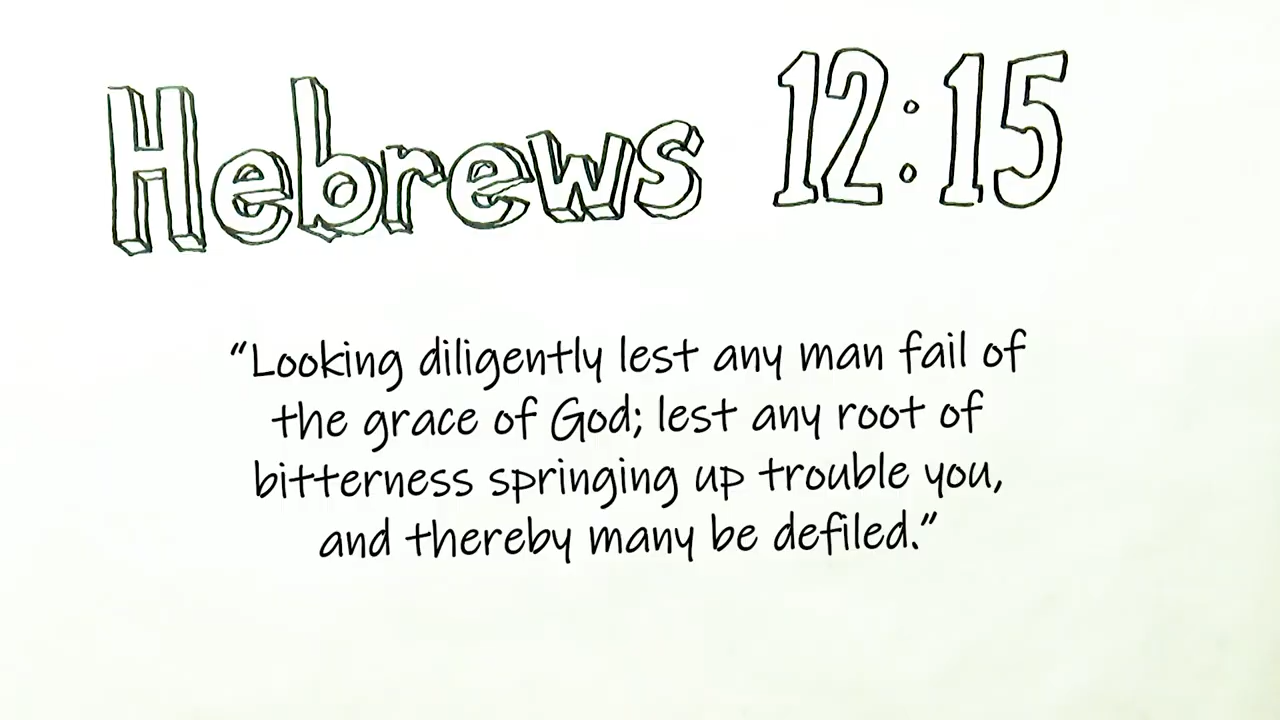 Hebrews 12:15
“Looking diligently lest any man fail of
the grace of God; lest any root of
bitterness springing up trouble you,
and thereby many be defiled.”